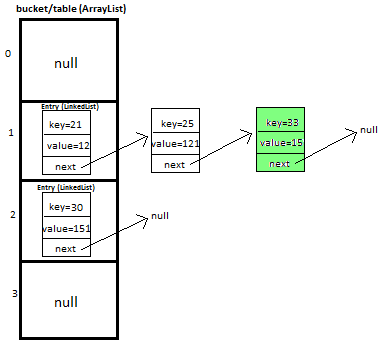 bucket/table (ArrayList)
0
null
1
Entry (LinkedList)
key=21
value=12
next
key=25
value=121
next
key=33
value=15
next
null
2
Entry (LinkedList)
key=30
value=151
next
null
3
null